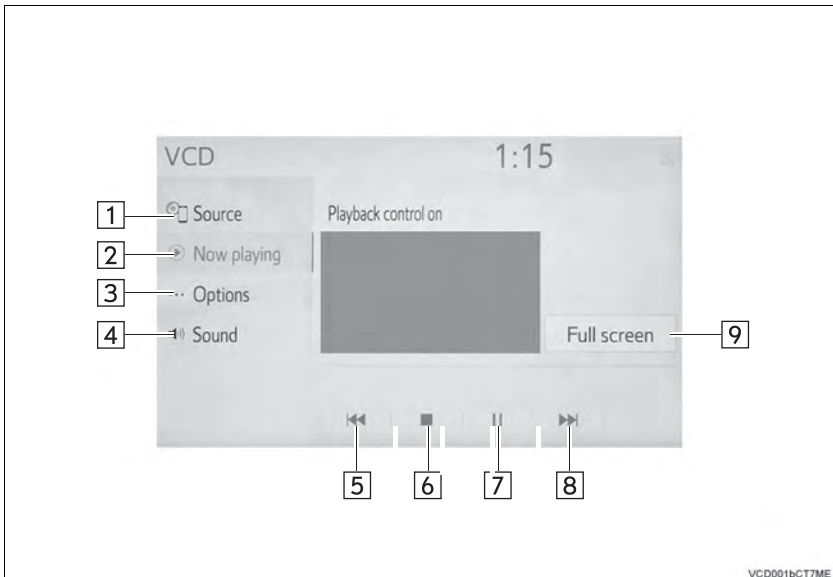 VCD 1:15
1 Source
Playback control on
2 Now playing
3 Options
4 Sound
Full screen 9
5 6 7 8
VCD001bCT7ME